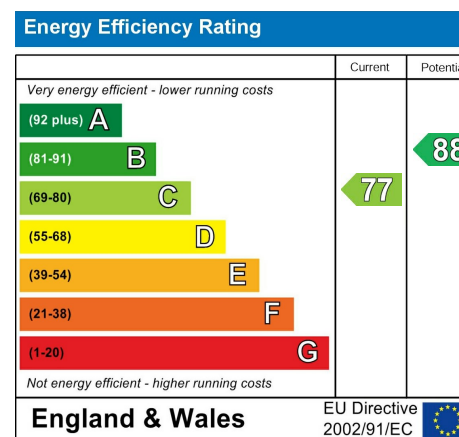 Energy Efficiency Rating
Current Potentia
Very energy efficient - lower running costs
(92 plus) A
(81-91) B
88
(69-80) C
77
(55-68) D
(39-54) E
(21-38) F
(1-20) G
Not energy efficient - higher running costs
England & Wales
EU Directive
2002/91/EC